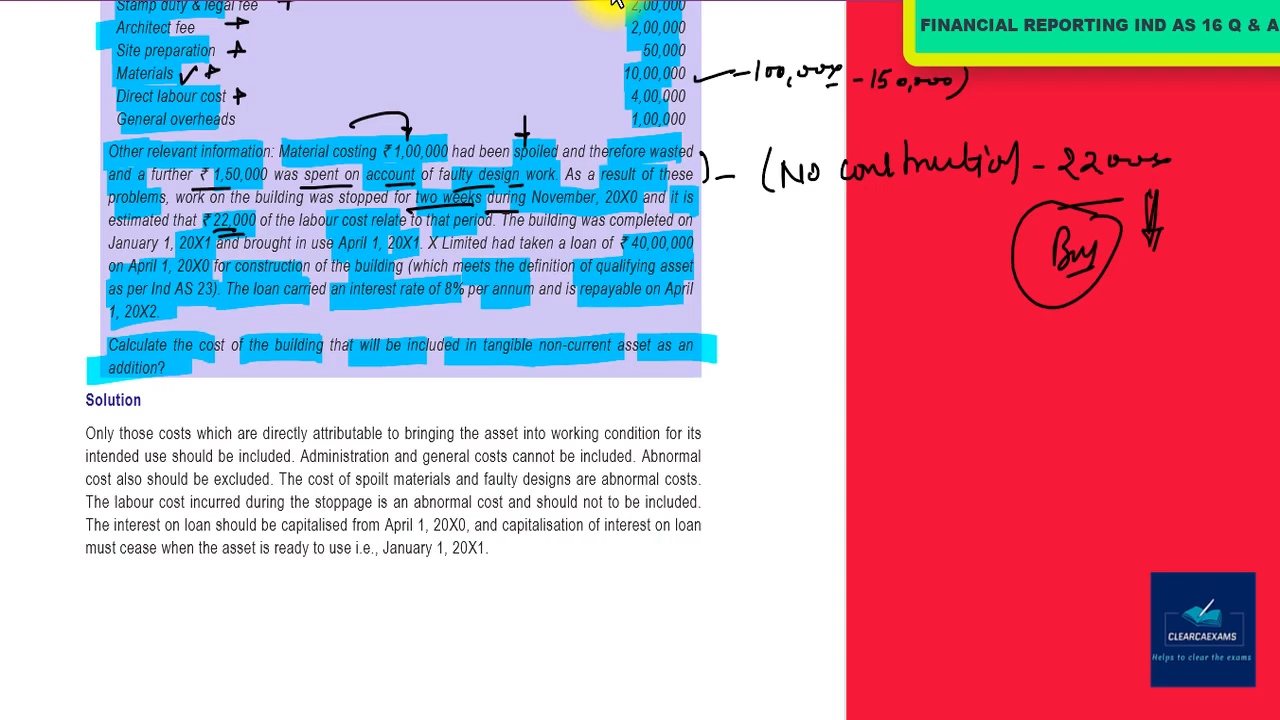 Stamp duty & legal fee 2,00,000
FINANCIAL REPORTING IND AS 16 Q & A
Architect fee 2,00,000
Site preparation 50,000
Materials 10,00,000 - 100,000 - 150,000)
Direct labour cost 4,00,000
General overheads 1,00,000
Other relevant information: Material costing ₹ 1,00,000 had been spoiled and therefore wasted
and a further ₹ 1,50,000 was spent on account of faulty design work. As a result of these
problems, work on the building was stopped for two weeks during November, 20X0 and it is
estimated that ₹ 22,000 of the labour cost relate to that period. The building was completed on
January 1, 20X1 and brought in use April 1, 20X1. X Limited had taken a loan of ₹ 40,00,000
on April 1, 20X0 for construction of the building (which meets the definition of qualifying asset
as per Ind AS 23). The loan carried an interest rate of 8% per annum and is repayable on April
1, 20X2.
(No construction) - 22000
Calculate the cost of the building that will be included in tangible non-current asset as an
addition?
Solution
Only those costs which are directly attributable to bringing the asset into working condition for its
intended use should be included. Administration and general costs cannot be included. Abnormal
cost also should be excluded. The cost of spoilt materials and faulty designs are abnormal costs.
The labour cost incurred during the stoppage is an abnormal cost and should not to be included.
The interest on loan should be capitalised from April 1, 20X0, and capitalisation of interest on loan
must cease when the asset is ready to use i.e., January 1, 20X1.
CLEARCAEXAMS
Helps to clear the exams